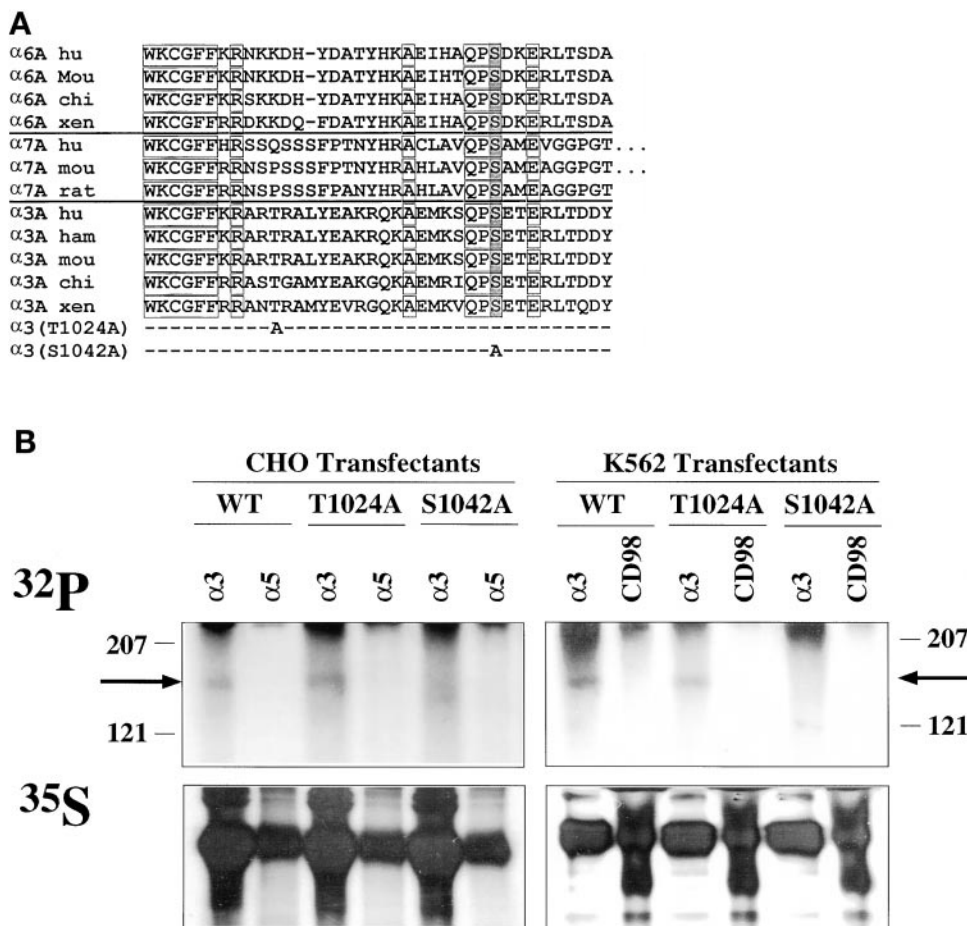 A
α6A hu WKCGFFKRNKKDH-YDATYHKAEIHAQPSDKERLTSDA
α6A Mou WKCGFFKRNKKDH-YDATYHKAEIHTQPSDKERLTSDA
α6A chi WKCGFFKRSKKDH-YDATYHKAEIHAQPSDKERLTSDA
α6A xen WKCGFFKRRDKKDQ-FDATYHKAEIHAQPSDKERLTSDA
α7A hu WKCGFFHRSSQSSSFPTNYHRACLAVQPSAMEVGGPGT...
α7A mou WKCGFFRRNSPSSSFPTNYHRAHLAVQPSAMEAGGPGT...
α7A rat WKCGFFRRNSPSSSFPANYHRAHLAVQPSAMEAGGPGT
α3A hu WKCGFFKRARTRALYEAKRQKAEMKSQPSETERLTDDY
α3A ham WKCGFFKRARTRALYEAKRQKAEMKSQPSETERLTDDY
α3A mou WKCGFFKRARTRALYEAKRQKAEMKSQPSETERLTDDY
α3A chi WKCGFFRRASTGAMYEAKGQKAEMRIQPSETERLTDDY
α3A xen WKCGFFRRANTRAMYEVRGQKAEMKVQPSETERLTQDY
α3(T1024A) ----------A---------------------------
α3(S1042A) ----------------------------A---------
B
CHO Transfectants K562 Transfectants
WT T1024A S1042A WT T1024A S1042A
α3 α5 α3 α5 α3 α5 α3 CD98 α3 CD98 α3 CD98
32P
207 207
121 121
35S